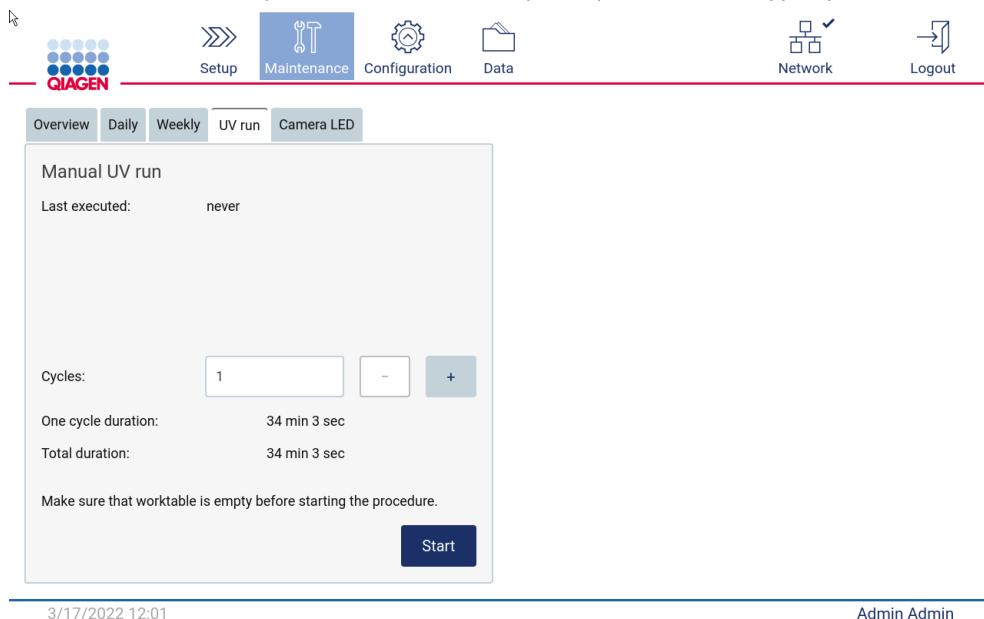 Setup Maintenance Configuration Data Network Logout
QIAGEN
Overview Daily Weekly UV run Camera LED
Manual UV run
Last executed: never
Cycles: 1 - +
One cycle duration: 34 min 3 sec
Total duration: 34 min 3 sec
Make sure that worktable is empty before starting the procedure.
Start
3/17/2022 12:01 Admin Admin